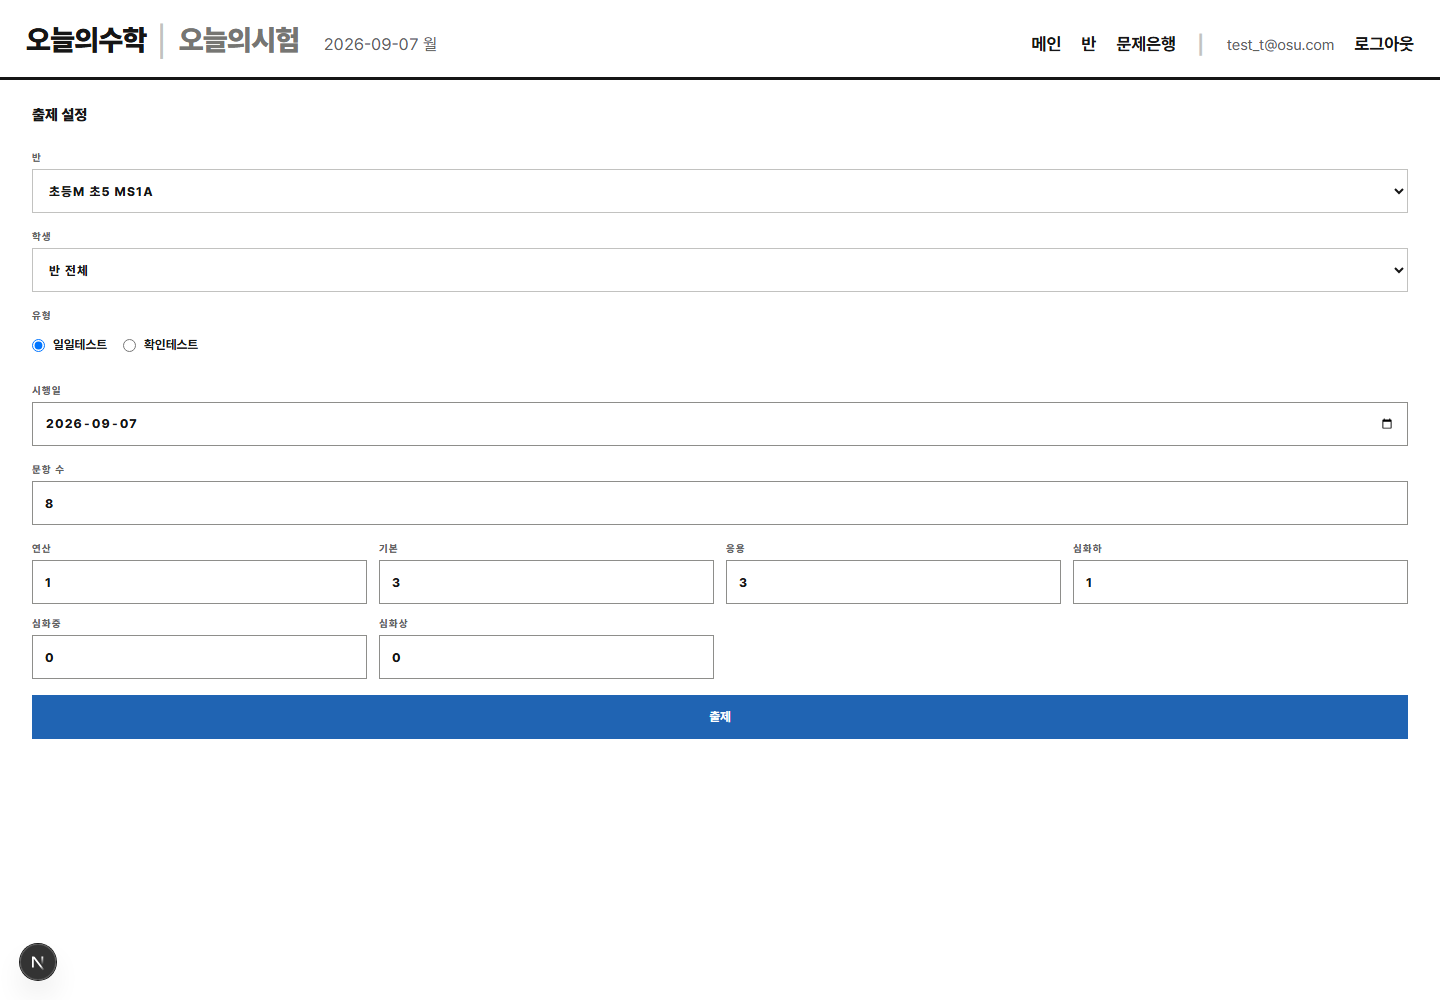 오늘의수학 오늘의시험 2026-09-07 월 메인 반 문제은행 test_t@osu.com 로그아웃
출제 설정
반
초등M 초5 MS1A
학생
반 전체
유형
일일테스트 확인테스트
시행일
2026-09-07
문항 수
8
연산 기본 응용 심화하
1 3 3 1
심화중 심화상
0 0
출제
N